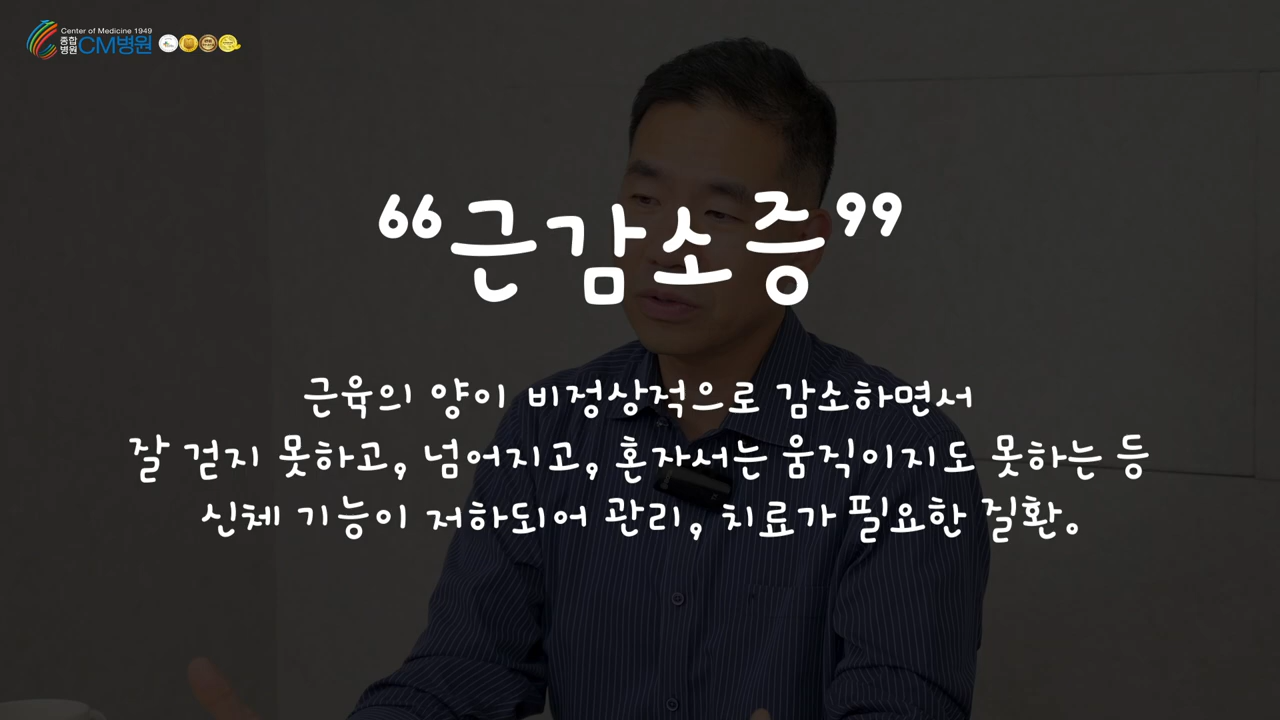 Center of Medicine 1949
종합
병원 CM병원
“근감소증”
근육의 양이 비정상적으로 감소하면서
잘 걷지 못하고, 넘어지고, 혼자서는 움직이지도 못하는 등
신체 기능이 저하되어 관리, 치료가 필요한 질환.